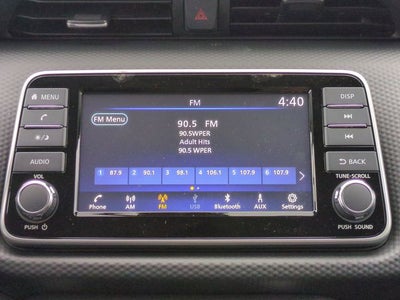 MENU
DISP
FM
4:40
FM Menu
90.5 FM
90.5WPER
Adult Hits
90.5 WPER
AUDIO
BACK
1 87.9 2 90.1 3 98.1 4 106.1 5 107.9 6 107.9
VOL
TUNE·SCROLL
Phone AM FM USB Bluetooth AUX Settings
PUSH
PUSH SOUND